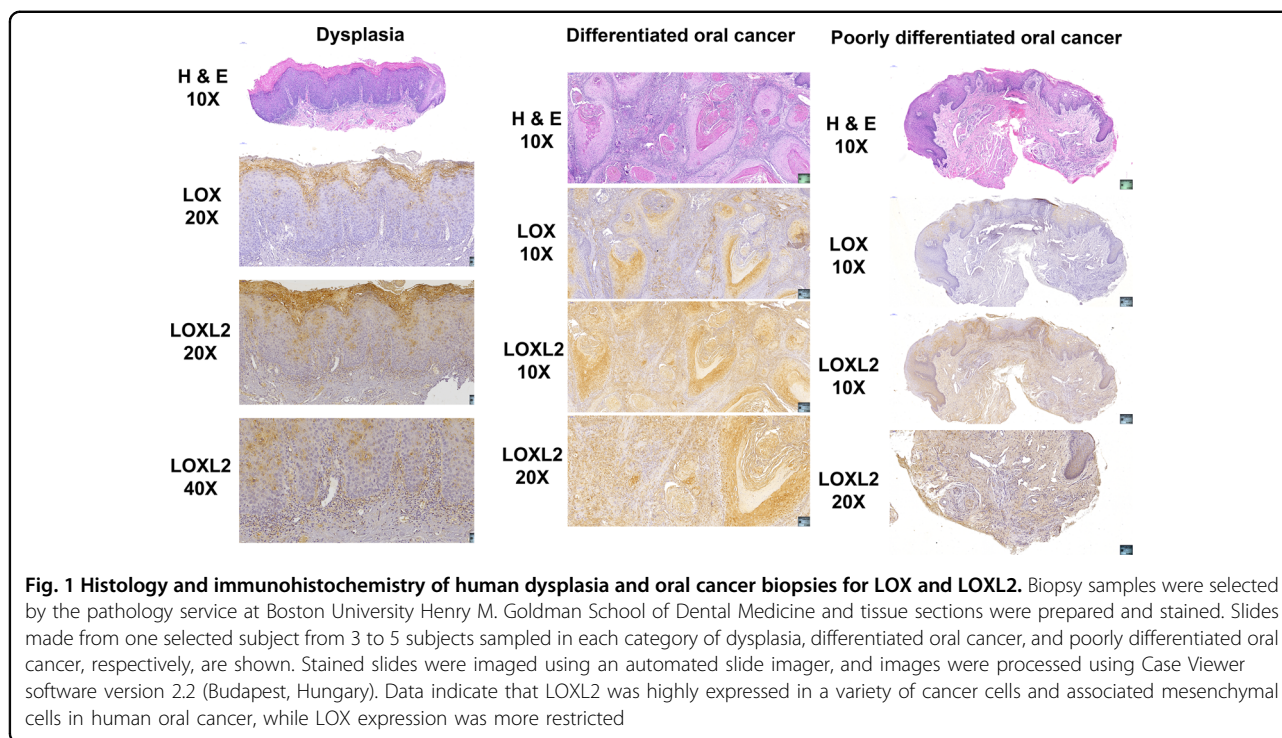 Dysplasia
Differentiated oral cancer
Poorly differentiated oral cancer
H & E
10X
LOX
20X
LOXL2
20X
LOXL2
40X
H & E
10X
LOX
10X
LOXL2
10X
LOXL2
20X
H & E
10X
LOX
10X
LOXL2
10X
LOXL2
20X
Fig. 1 Histology and immunohistochemistry of human dysplasia and oral cancer biopsies for LOX and LOXL2. Biopsy samples were selected
by the pathology service at Boston University Henry M. Goldman School of Dental Medicine and tissue sections were prepared and stained. Slides
made from one selected subject from 3 to 5 subjects sampled in each category of dysplasia, differentiated oral cancer, and poorly differentiated oral
cancer, respectively, are shown. Stained slides were imaged using an automated slide imager, and images were processed using Case Viewer
software version 2.2 (Budapest, Hungary). Data indicate that LOXL2 was highly expressed in a variety of cancer cells and associated mesenchymal
cells in human oral cancer, while LOX expression was more restricted